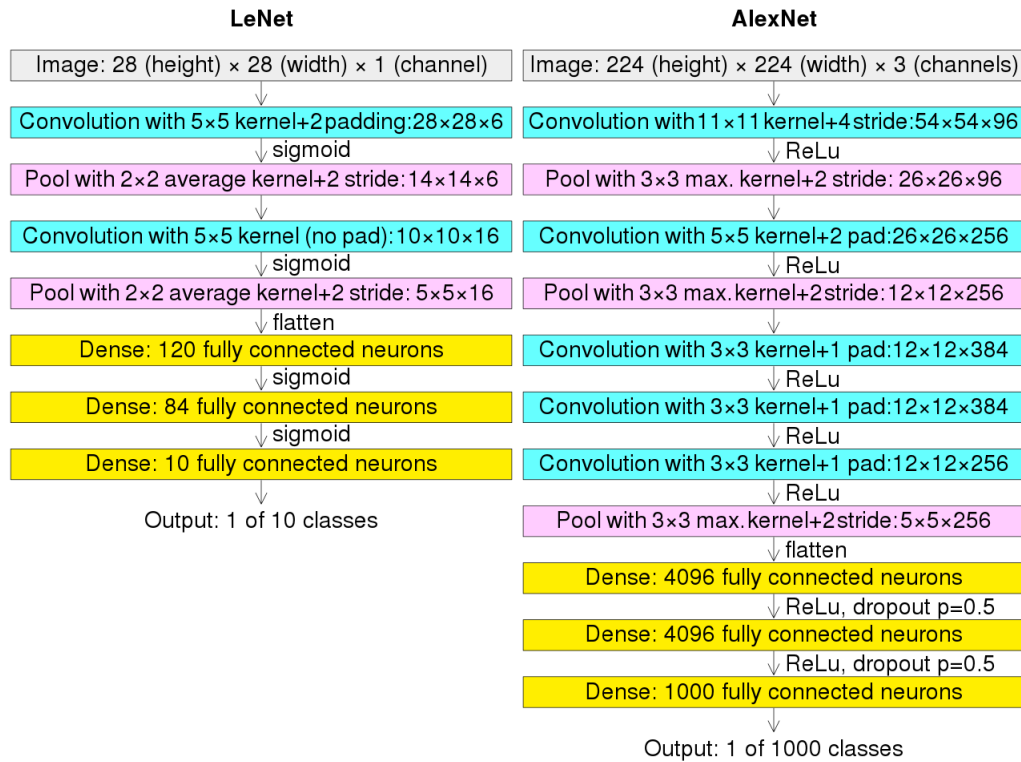 LeNet
Image: 28 (height) × 28 (width) × 1 (channel)
Convolution with 5×5 kernel+2padding:28×28×6
sigmoid
Pool with 2×2 average kernel+2 stride:14×14×6
Convolution with 5×5 kernel (no pad):10×10×16
sigmoid
Pool with 2×2 average kernel+2 stride: 5×5×16
flatten
Dense: 120 fully connected neurons
sigmoid
Dense: 84 fully connected neurons
sigmoid
Dense: 10 fully connected neurons
Output: 1 of 10 classes
AlexNet
Image: 224 (height) × 224 (width) × 3 (channels)
Convolution with 11×11 kernel+4 stride:54×54×96
ReLu
Pool with 3×3 max. kernel+2 stride: 26×26×96
Convolution with 5×5 kernel+2 pad:26×26×256
ReLu
Pool with 3×3 max. kernel+2 stride:12×12×256
Convolution with 3×3 kernel+1 pad:12×12×384
ReLu
Convolution with 3×3 kernel+1 pad:12×12×384
ReLu
Convolution with 3×3 kernel+1 pad:12×12×256
ReLu
Pool with 3×3 max. kernel+2 stride:5×5×256
flatten
Dense: 4096 fully connected neurons
ReLu, dropout p=0.5
Dense: 4096 fully connected neurons
ReLu, dropout p=0.5
Dense: 1000 fully connected neurons
Output: 1 of 1000 classes